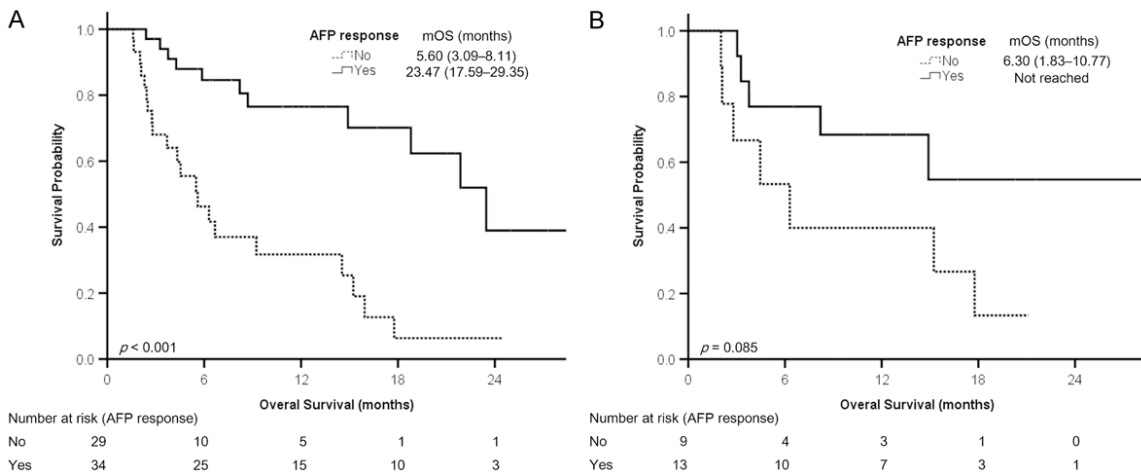 A
AFP response mOS (months)
No 5.60 (3.09–8.11)
Yes 23.47 (17.59–29.35)
Survival Probability
1.0
0.8
0.6
0.4
0.2
0.0
p < 0.001
0 6 12 18 24
Overal Survival (months)
Number at risk (AFP response)
No 29 10 5 1 1
Yes 34 25 15 10 3
B
AFP response mOS (months)
No 6.30 (1.83–10.77)
Yes Not reached
Survival Probability
1.0
0.8
0.6
0.4
0.2
0.0
p = 0.085
0 6 12 18 24
Overal Survival (months)
Number at risk (AFP response)
No 9 4 3 1 0
Yes 13 10 7 3 1